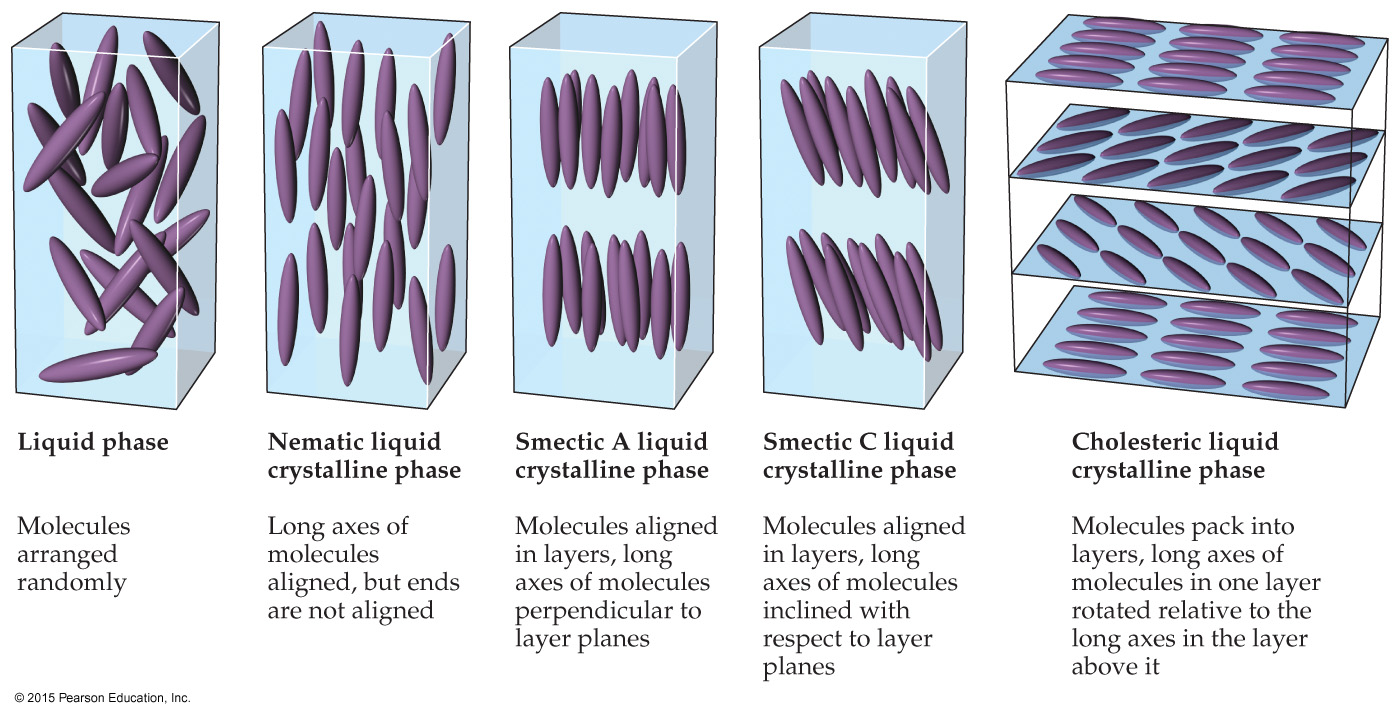 Liquid phase
Molecules
arranged
randomly
Nematic liquid
crystalline phase
Long axes of
molecules
aligned, but ends
are not aligned
Smectic A liquid
crystalline phase
Molecules aligned
in layers, long
axes of molecules
perpendicular to
layer planes
Smectic C liquid
crystalline phase
Molecules aligned
in layers, long
axes of molecules
inclined with
respect to layer
planes
Cholesteric liquid
crystalline phase
Molecules pack into
layers, long axes of
molecules in one layer
rotated relative to the
long axes in the layer
above it
© 2015 Pearson Education, Inc.